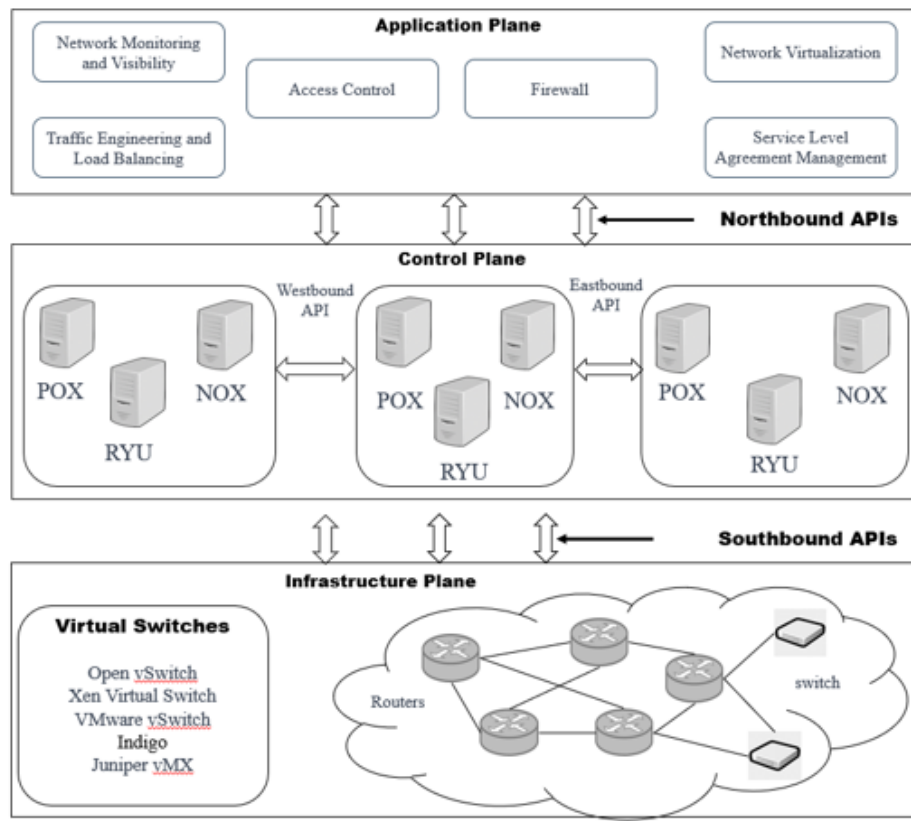 Application Plane
Network Monitoring
and Visibility
Access Control
Firewall
Network Virtualization
Traffic Engineering and
Load Balancing
Service Level
Agreement Management
Northbound APIs
Control Plane
Westbound
API
Eastbound
API
POX
NOX
RYU
POX
NOX
RYU
POX
NOX
RYU
Southbound APIs
Infrastructure Plane
Virtual Switches
Open vSwitch
Xen Virtual Switch
VMware vSwitch
Indigo
Juniper vMX
Routers
switch